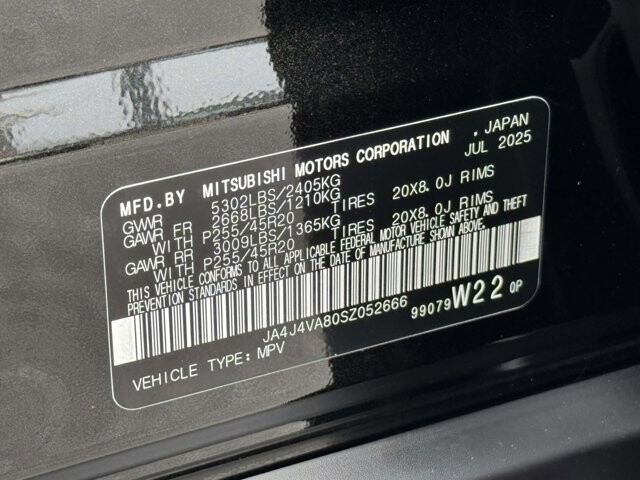 MFD.BY MITSUBISHI MOTORS CORPORATION . JAPAN
GVWR 5302LBS/2405KG JUL 2025
GAWR FR 2668LBS/1210KG TIRES
WITH P255/45R20 20X8.0J RIMS
GAWR RR 3009LBS/1365KG TIRES
WITH P255/45R20 20X8.0J RIMS
THIS VEHICLE CONFORMS TO ALL APPLICABLE FEDERAL MOTOR VEHICLE SAFETY AND THEFT
PREVENTION STANDARDS IN EFFECT ON THE DATE OF MANUFACTURE SHOWN ABOVE.
JA4J4VA80SZ052666
99079 W22 0P
VEHICLE TYPE: MPV